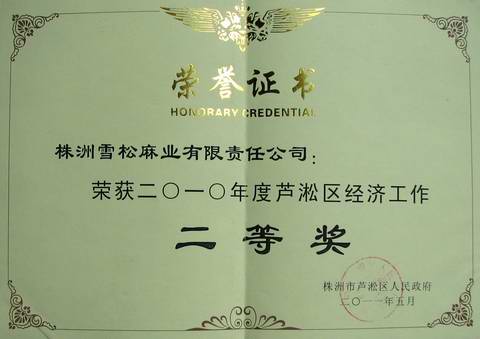 荣誉证书
HONORARY CREDENTIAL
株洲雪松麻业有限责任公司：
荣获二〇一〇年度芦淞区经济工作
二等奖
株洲市芦淞区人民政府
二〇一一年五月